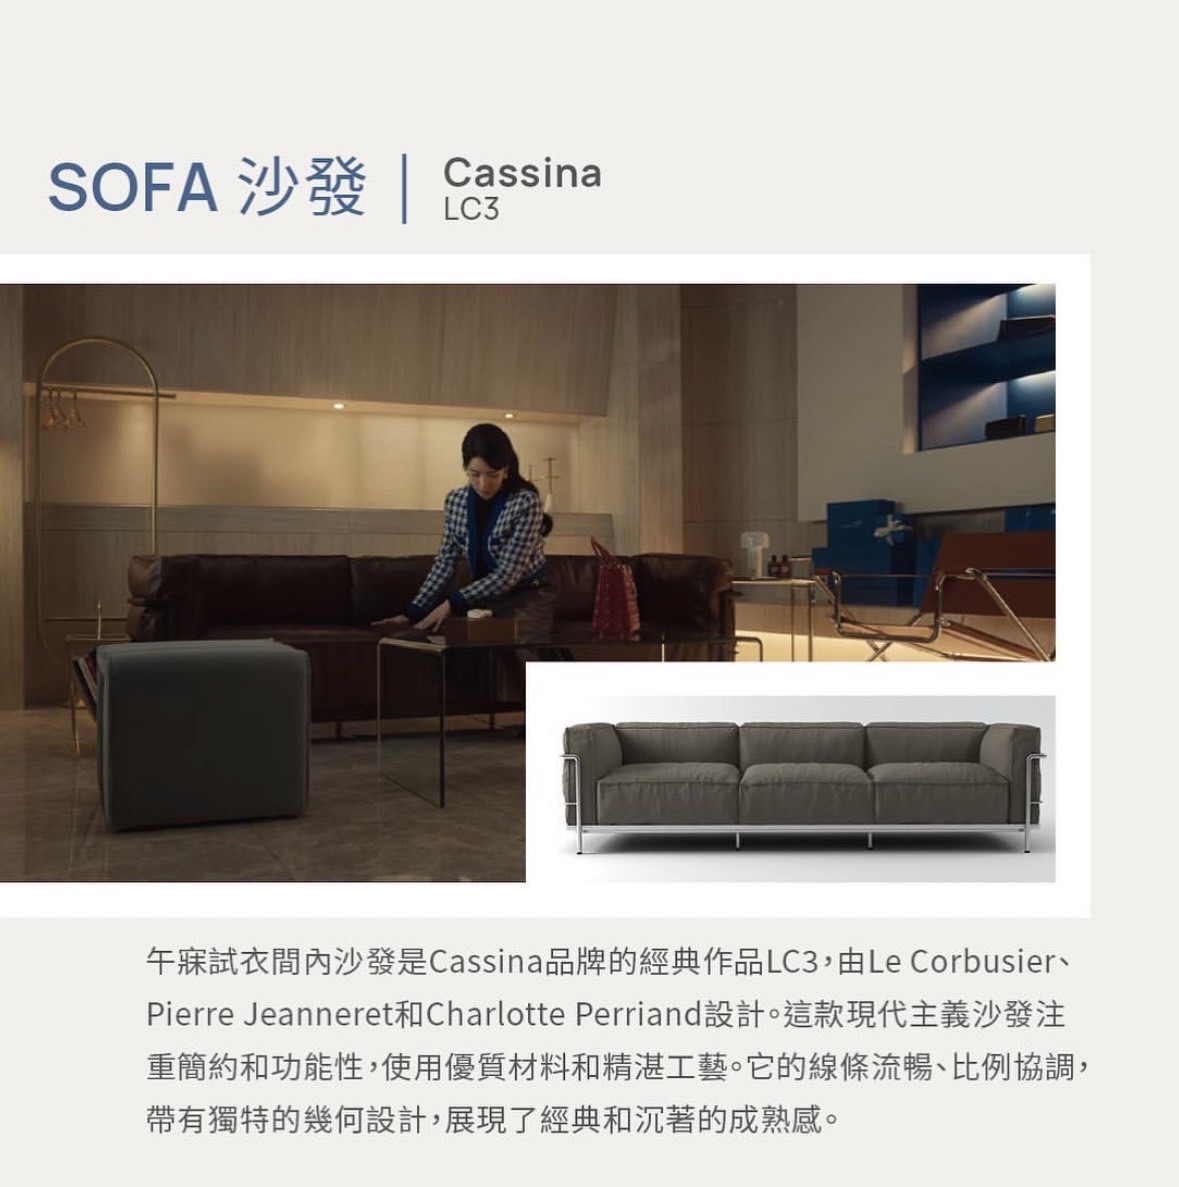 SOFA 沙發
Cassina
LC3
午寐試衣間內沙發是Cassina品牌的經典作品LC3，由Le Corbusier、
Pierre Jeanneret和Charlotte Perriand設計。這款現代主義沙發注
重簡約和功能性，使用優質材料和精湛工藝。它的線條流暢、比例協調，
帶有獨特的幾何設計，展現了經典和沉著的成熟感。